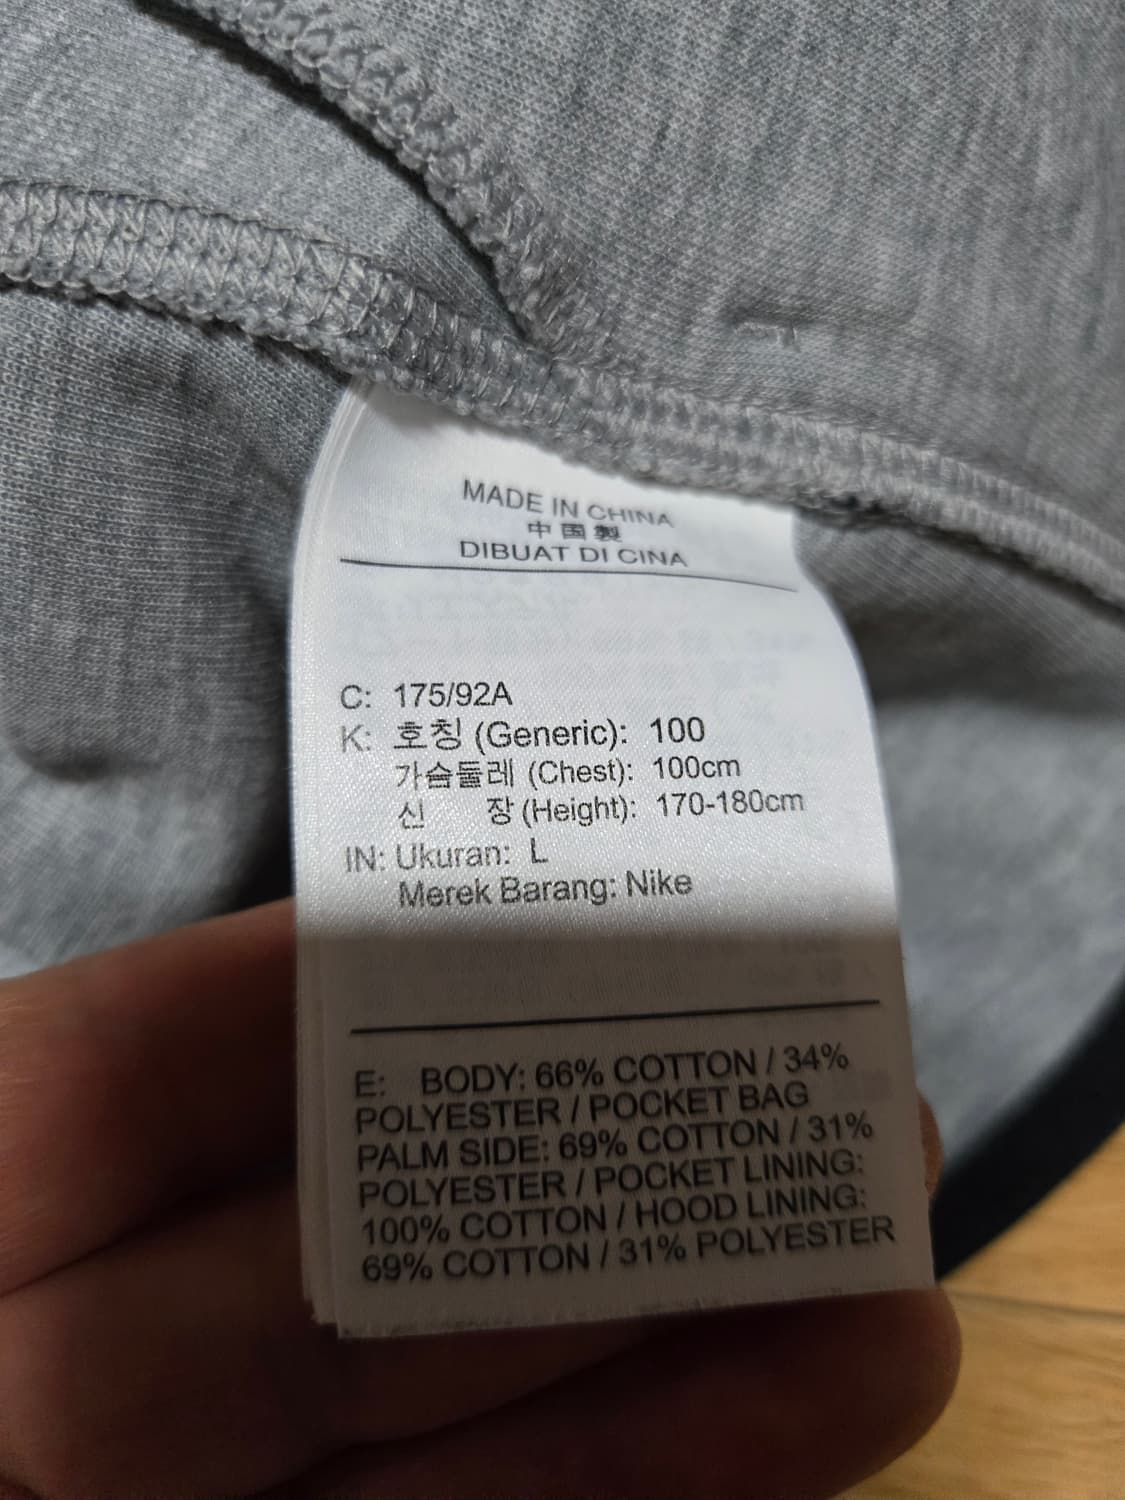 MADE IN CHINA
中国製
DIBUAT DI CINA
C: 175/92A
K: 호칭 (Generic): 100
가슴둘레 (Chest): 100cm
신 장 (Height): 170-180cm
IN: Ukuran: L
Merek Barang: Nike
E: BODY: 66% COTTON / 34%
POLYESTER / POCKET BAG
PALM SIDE: 69% COTTON / 31%
POLYESTER / POCKET LINING:
100% COTTON / HOOD LINING:
69% COTTON / 31% POLYESTER